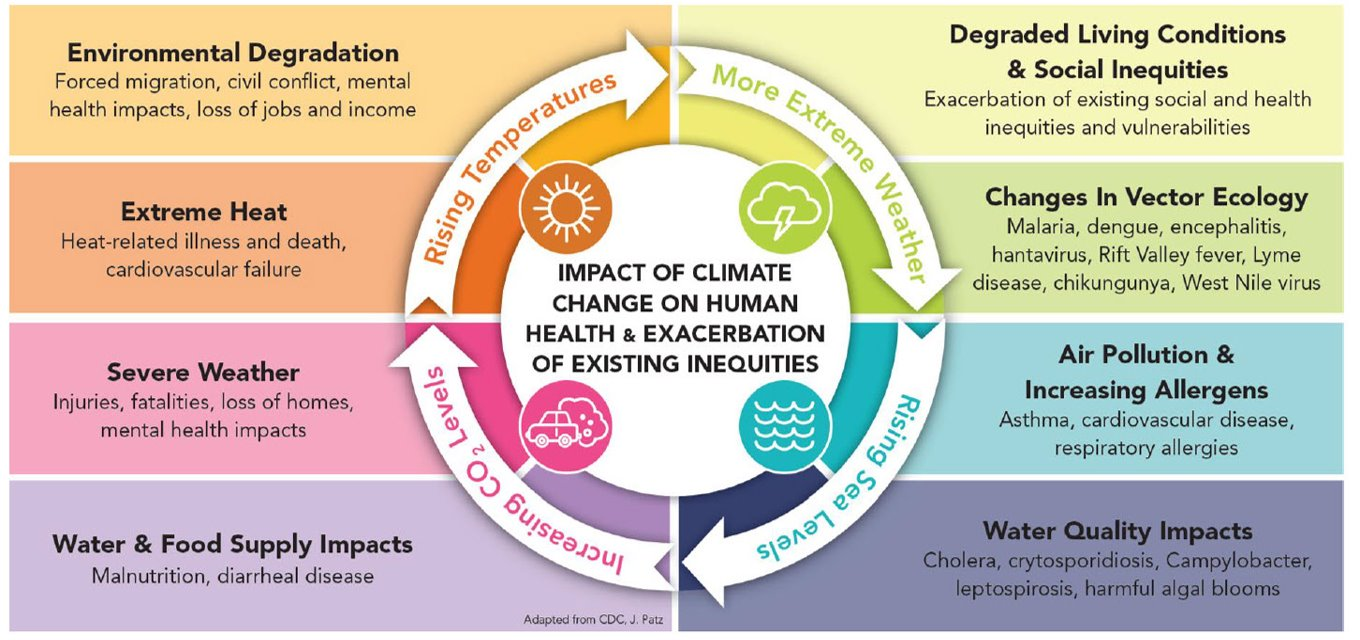 Environmental Degradation
Forced migration, civil conflict, mental
health impacts, loss of jobs and income
Extreme Heat
Heat-related illness and death,
cardiovascular failure
Severe Weather
Injuries, fatalities, loss of homes,
mental health impacts
Water & Food Supply Impacts
Malnutrition, diarrheal disease
Rising Temperatures
More Extreme Weather
Rising Sea Levels
Increasing CO₂ Levels
IMPACT OF CLIMATE
CHANGE ON HUMAN
HEALTH & EXACERBATION
OF EXISTING INEQUITIES
Degraded Living Conditions
& Social Inequities
Exacerbation of existing social and health
inequities and vulnerabilities
Changes In Vector Ecology
Malaria, dengue, encephalitis,
hantavirus, Rift Valley fever, Lyme
disease, chikungunya, West Nile virus
Air Pollution &
Increasing Allergens
Asthma, cardiovascular disease,
respiratory allergies
Water Quality Impacts
Cholera, crytosporidiosis, Campylobacter,
leptospirosis, harmful algal blooms
Adapted from CDC, J. Patz